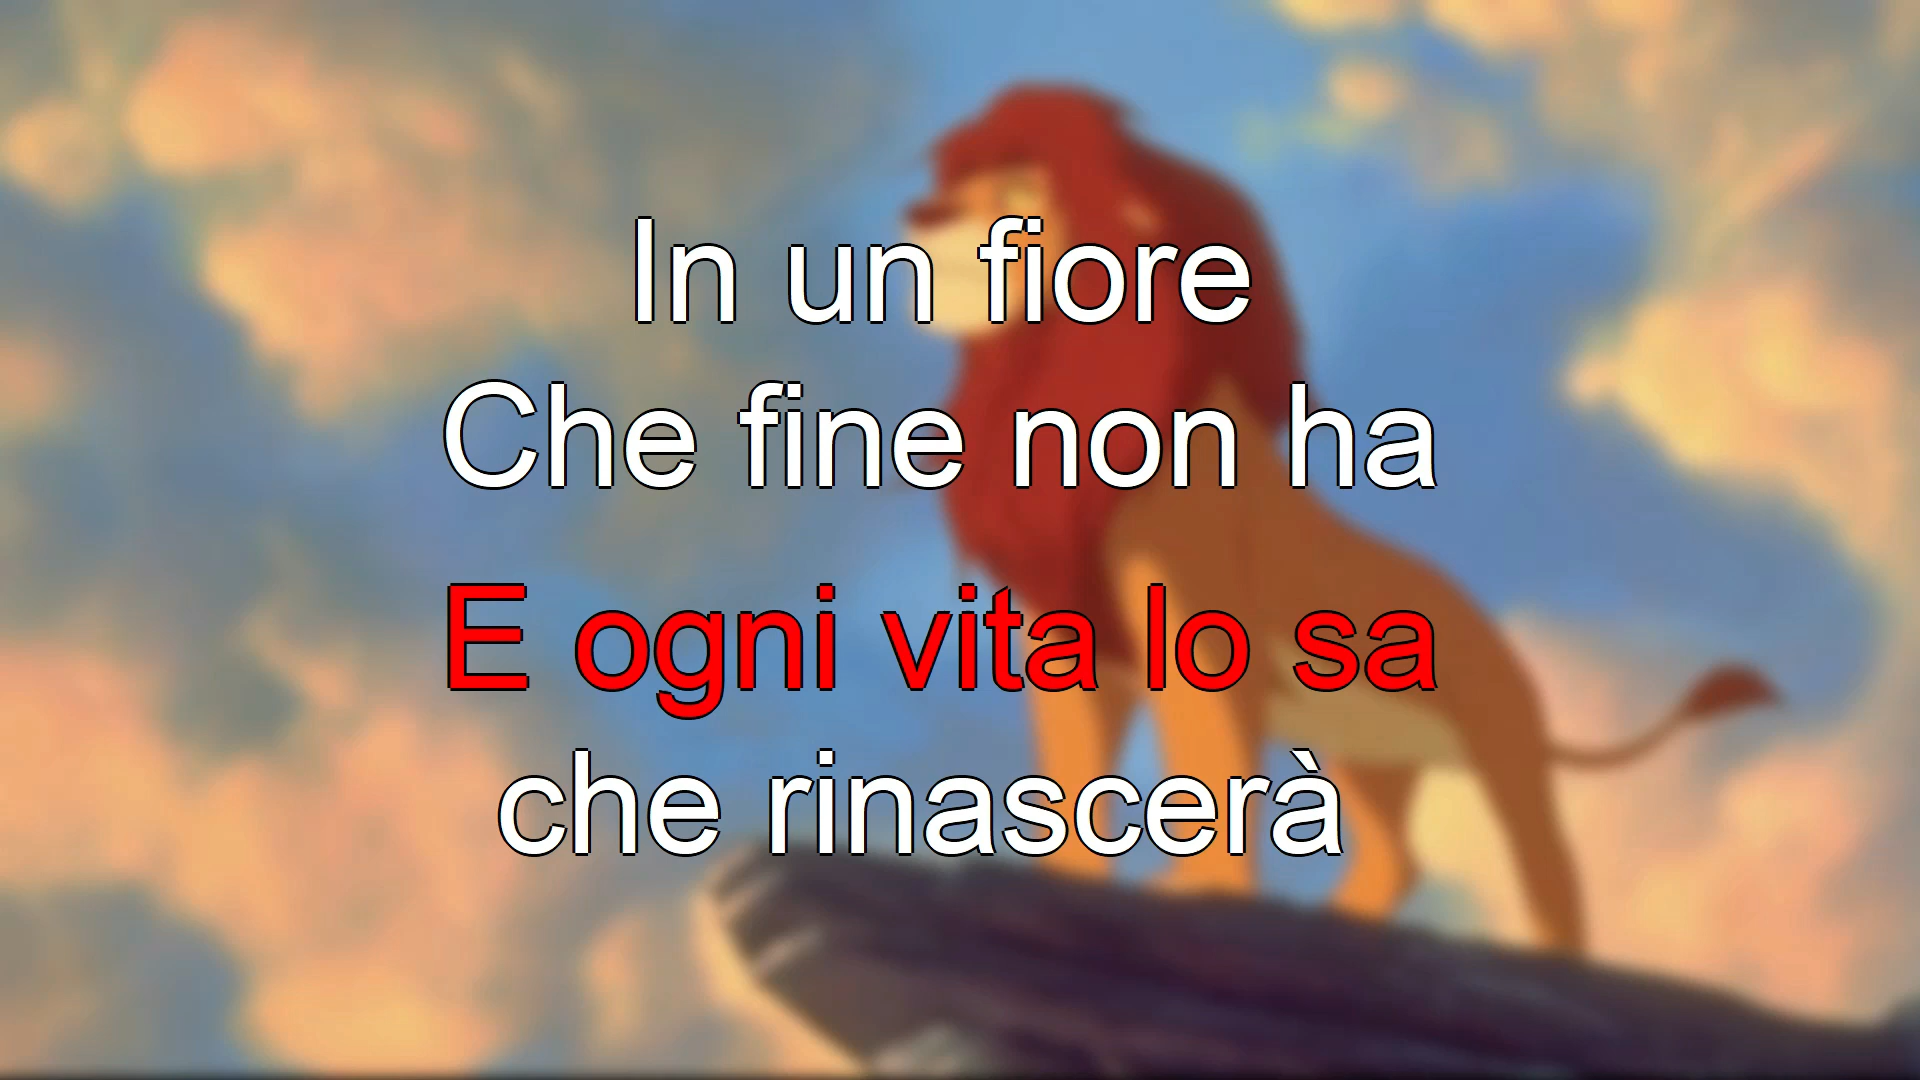 In un fiore
Che fine non ha
E ogni vita lo sa
che rinascerà